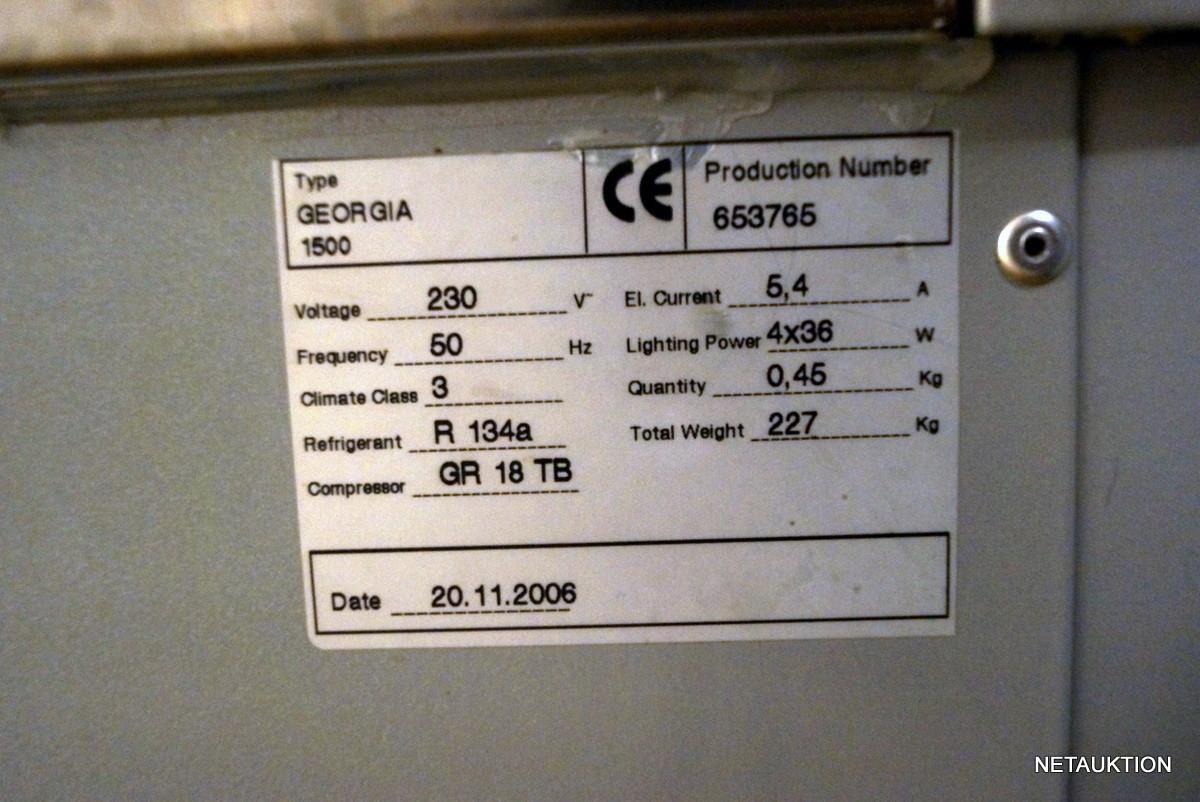 Type
GEORGIA
1500
CE
Production Number
653765
Voltage 230 V~
Frequency 50 Hz
Climate Class 3
Refrigerant R 134a
Compressor GR 18 TB
El. Current 5,4 A
Lighting Power 4x36 W
Quantity 0,45 Kg
Total Weight 227 Kg
Date 20.11.2006
NETAUKTION